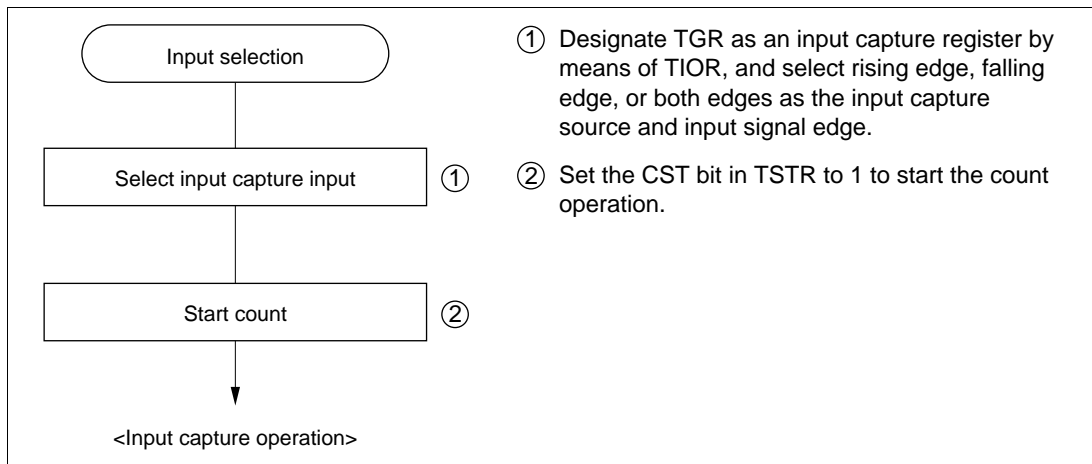 Input selection
Select input capture input ①
Start count ②
<Input capture operation>
① Designate TGR as an input capture register by
means of TIOR, and select rising edge, falling
edge, or both edges as the input capture
source and input signal edge.
② Set the CST bit in TSTR to 1 to start the count
operation.